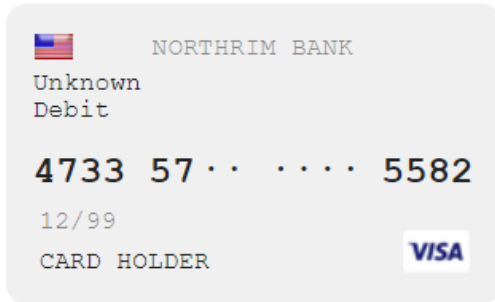 NORTHRIM BANK
Unknown
Debit
4733 57·· ···· 5582
12/99
CARD HOLDER
VISA